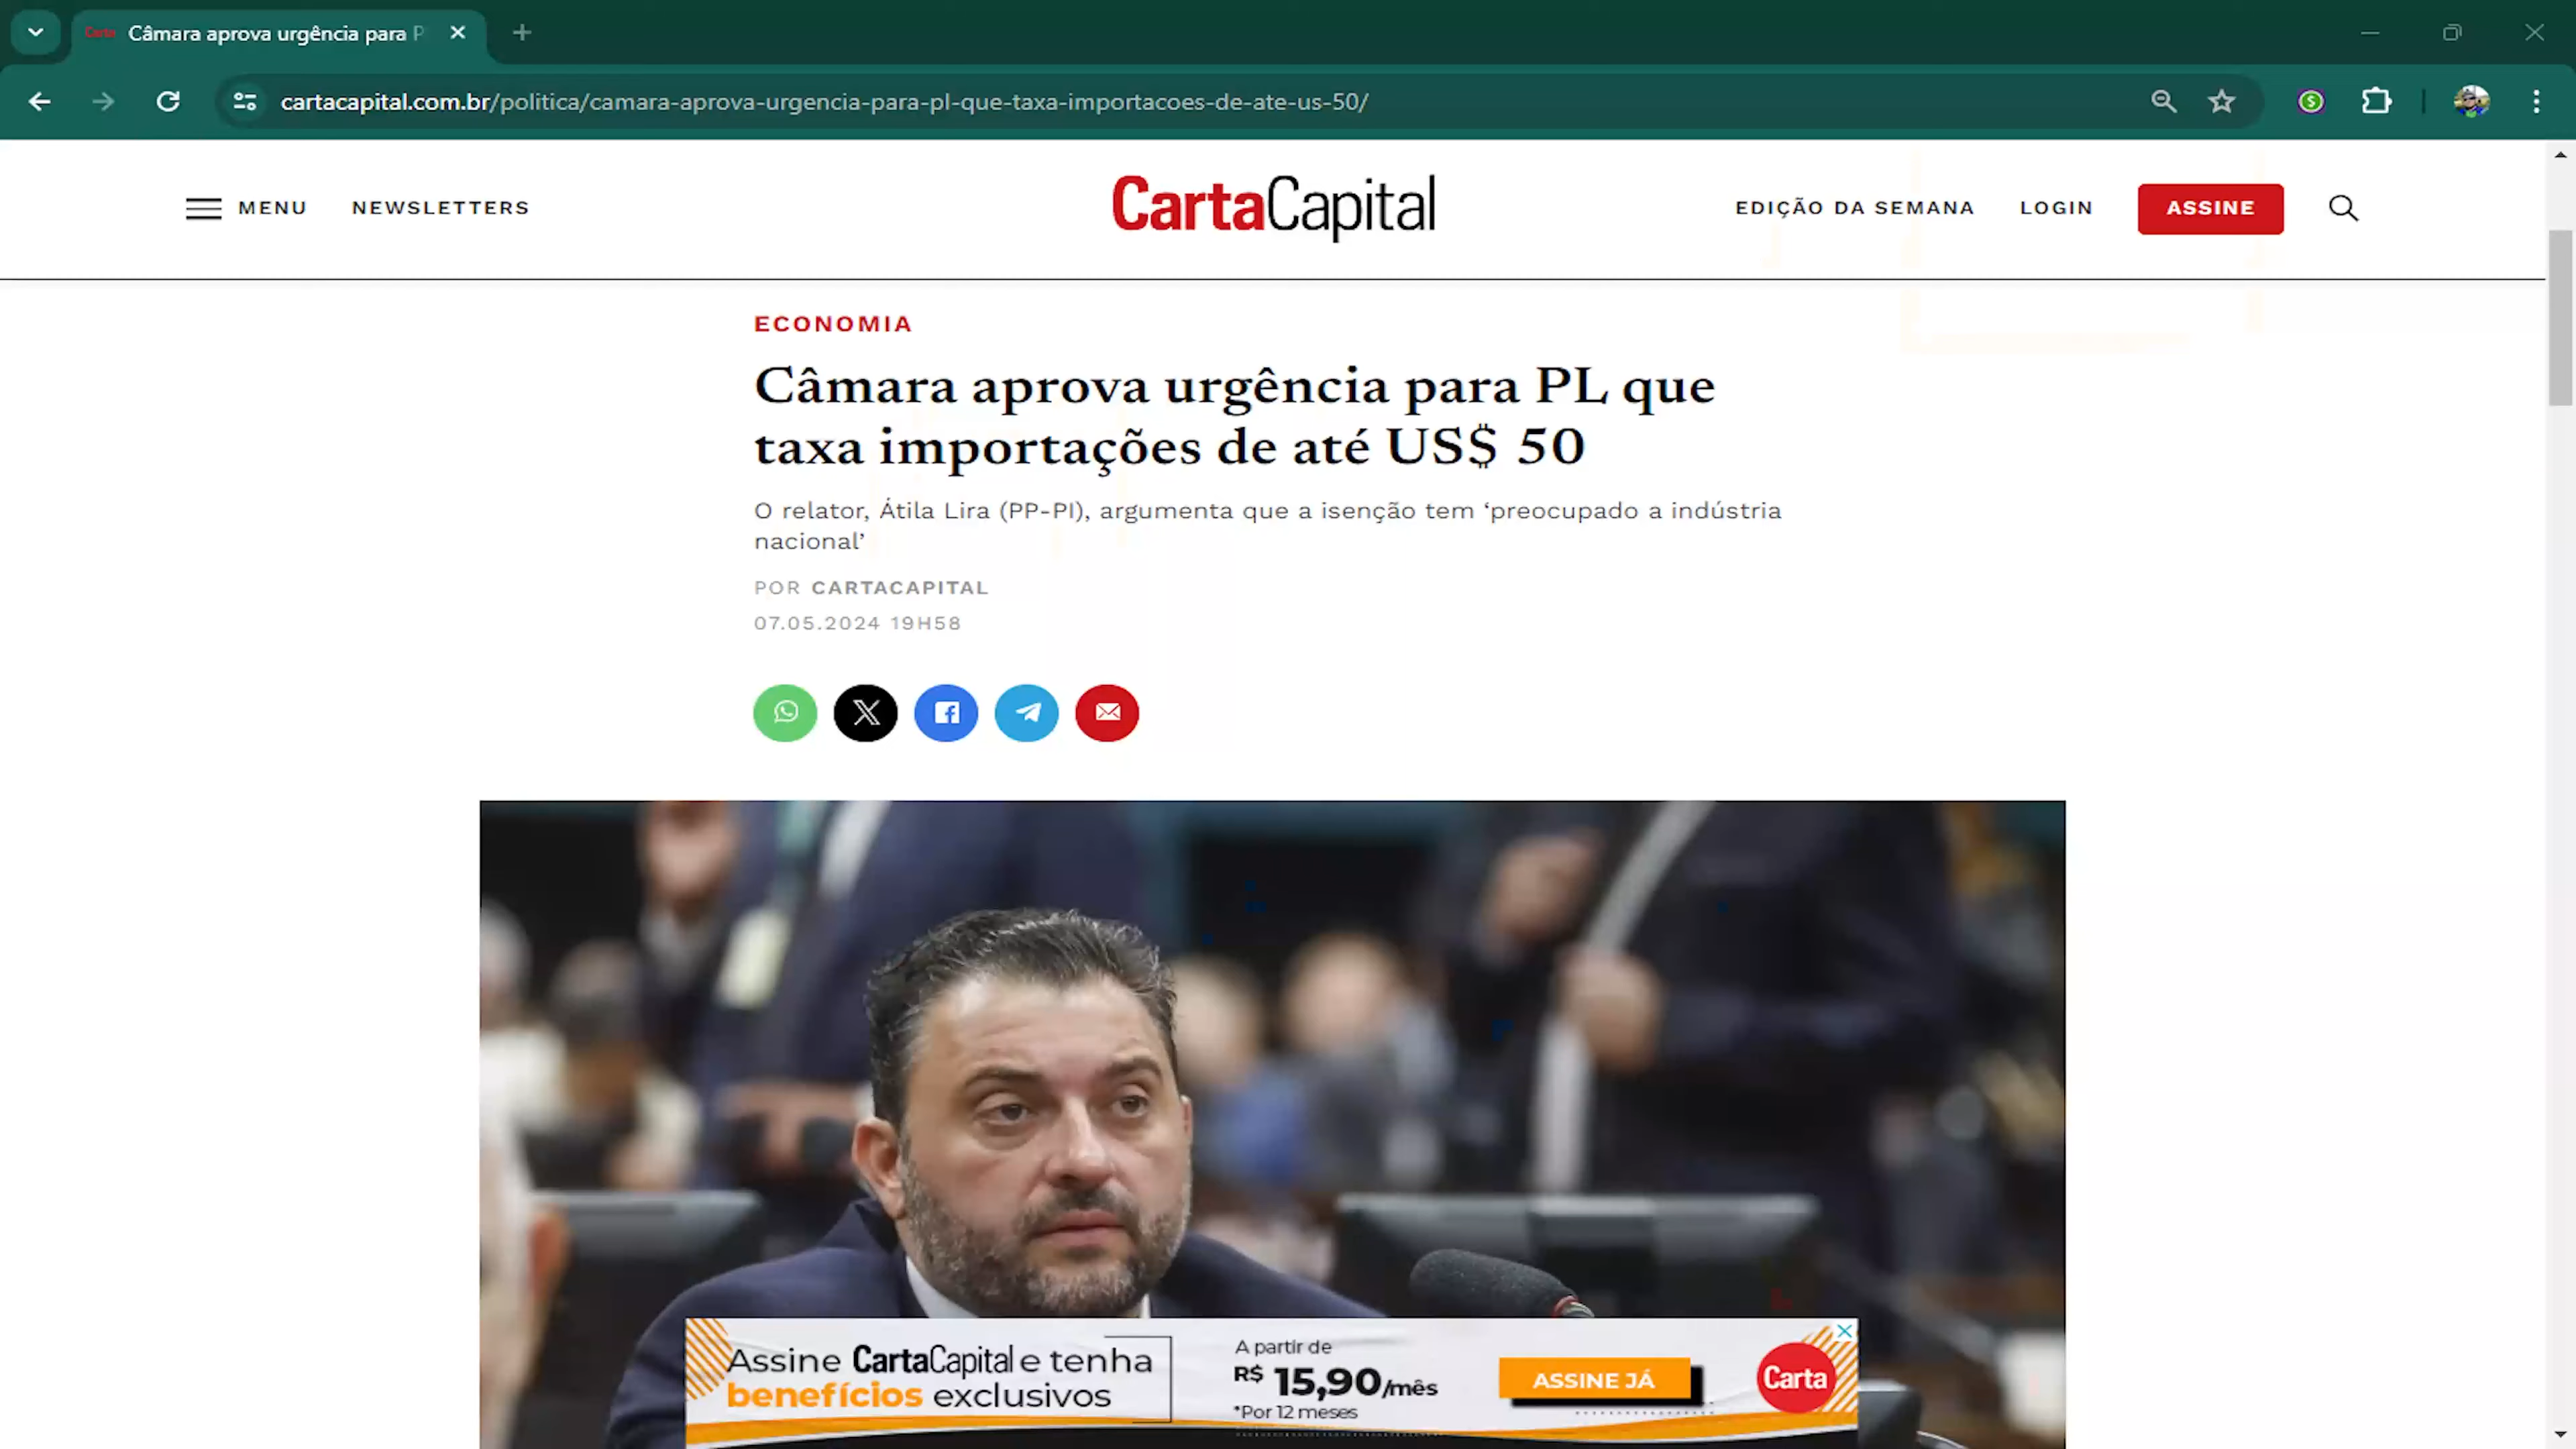 Câmara aprova urgência para P
cartacapital.com.br/politica/camara-aprova-urgencia-para-pl-que-taxa-importacoes-de-ate-us-50/
MENU NEWSLETTERS CartaCapital EDIÇÃO DA SEMANA LOGIN ASSINE
ECONOMIA
Câmara aprova urgência para PL que
taxa importações de até US$ 50
O relator, Átila Lira (PP-PI), argumenta que a isenção tem ‘preocupado a indústria
nacional’
POR CARTACAPITAL
07.05.2024 19H58
Assine CartaCapital e tenha
benefícios exclusivos
A partir de
R$ 15,90/mês
*Por 12 meses
ASSINE JÁ
Carta